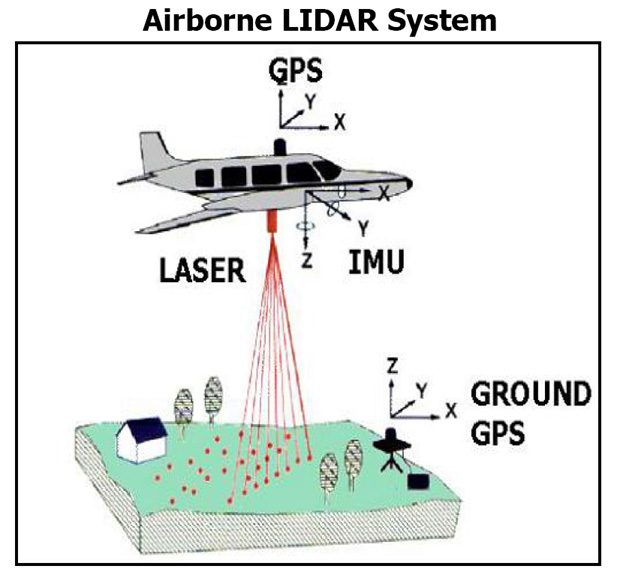 Airborne LIDAR System
GPS
Y
X
X
Y
Z
LASER
IMU
Z
Y
X
GROUND
GPS